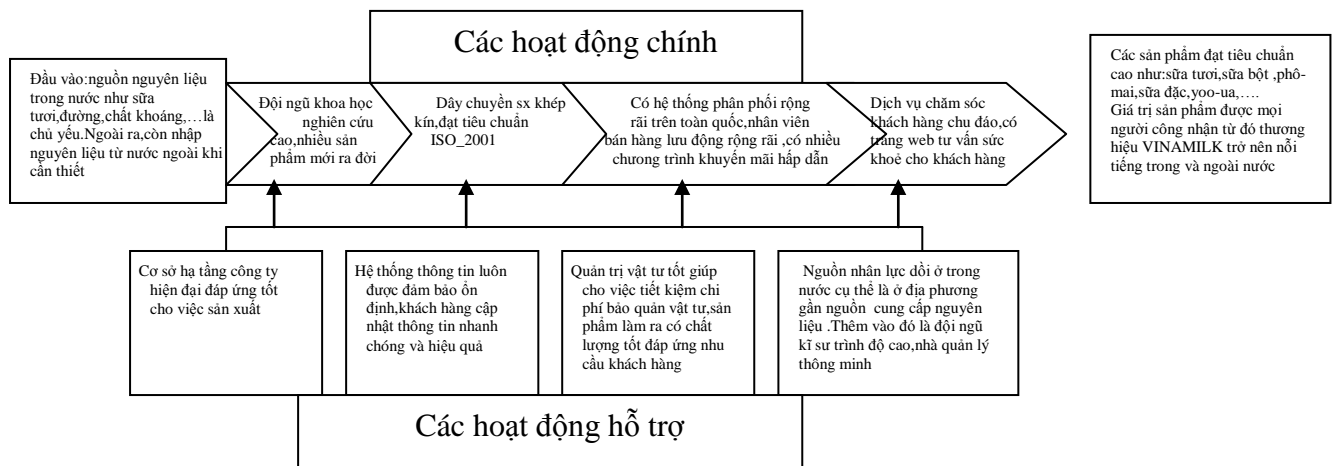 Các hoạt động chính
Đầu vào:nguồn nguyên liệu
trong nước như sữa
tươi,đường,chất khoáng,…là
chủ yếu.Ngoài ra,còn nhập
nguyên liệu từ nước ngoài khi
cần thiết
Đội ngũ khoa học
nghiên cứu
cao,nhiều sản
phẩm mới ra đời
Dây chuyền sx khép
kín,đạt tiêu chuẩn
ISO_2001
Có hệ thống phân phối rộng
rãi trên toàn quốc,nhân viên
bán hàng lưu động rộng rãi ,có nhiều
chưong trình khuyến mãi hấp dẫn
Dịch vụ chăm sóc
khách hàng chu đáo,có
trang web tư vấn sức
khoẻ cho khách hàng
Các sản phẩm đạt tiêu chuẩn
cao như:sữa tươi,sữa bột ,phô-
mai,sữa đặc,yoo-ua,….
Giá trị sản phẩm được mọi
người công nhận từ đó thương
hiệu VINAMILK trở nên nỗi
tiếng trong và ngoài nước
Cơ sở hạ tầng công ty
hiện đại đáp ứng tốt
cho việc sản xuất
Hệ thống thông tin luôn
được đảm bảo ổn
định,khách hàng cập
nhật thông tin nhanh
chóng và hiệu quả
Quản trị vật tư tốt giúp
cho việc tiết kiệm chi
phí bảo quản vật tư,sản
phẩm làm ra có chất
lượng tốt đáp ứng nhu
cầu khách hàng
Nguồn nhân lực dồi ở trong
nước cụ thể là ở địa phương
gần nguồn cung cấp nguyên
liệu .Thêm vào đó là đội ngũ
kĩ sư trình độ cao,nhà quản lý
thông minh
Các hoạt động hỗ trợ